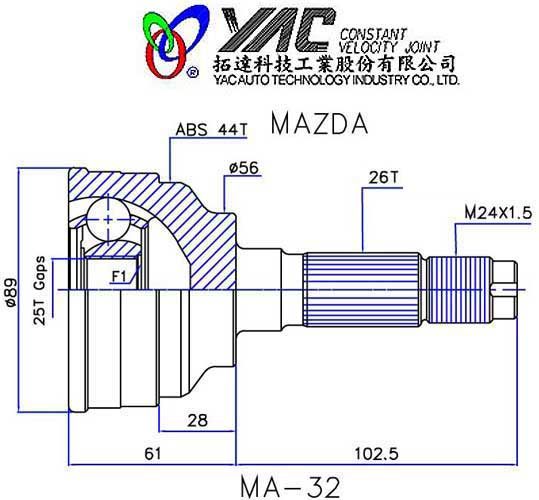 YAC CONSTANT
VELOCITY JOINT
®
拓達科技工業股份有限公司
YAC AUTO TECHNOLOGY INDUSTRY CO., LTD.
ABS 44T
MAZDA
ø56
26T
M24X1.5
ø89
25T Gaps
F1
28
61
102.5
MA-32